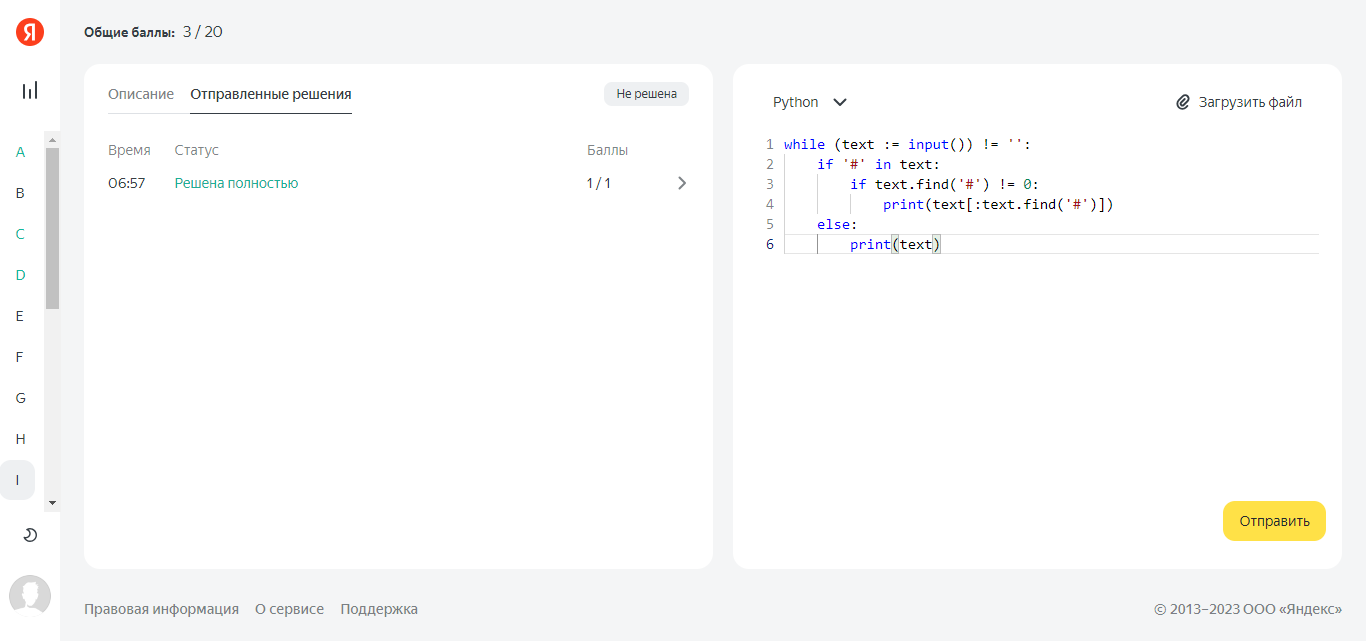 Я
Общие баллы: 3 / 20
A
B
C
D
E
F
G
H
I
Описание Отправленные решения Не решена
Время Статус Баллы
06:57 Решена полностью 1 / 1
Python Загрузить файл
1 while (text := input()) != '':
2     if '#' in text:
3         if text.find('#') != 0:
4             print(text[:text.find('#')])
5     else:
6         print(text)
Отправить
Правовая информация О сервисе Поддержка © 2013–2023 ООО «Яндекс»